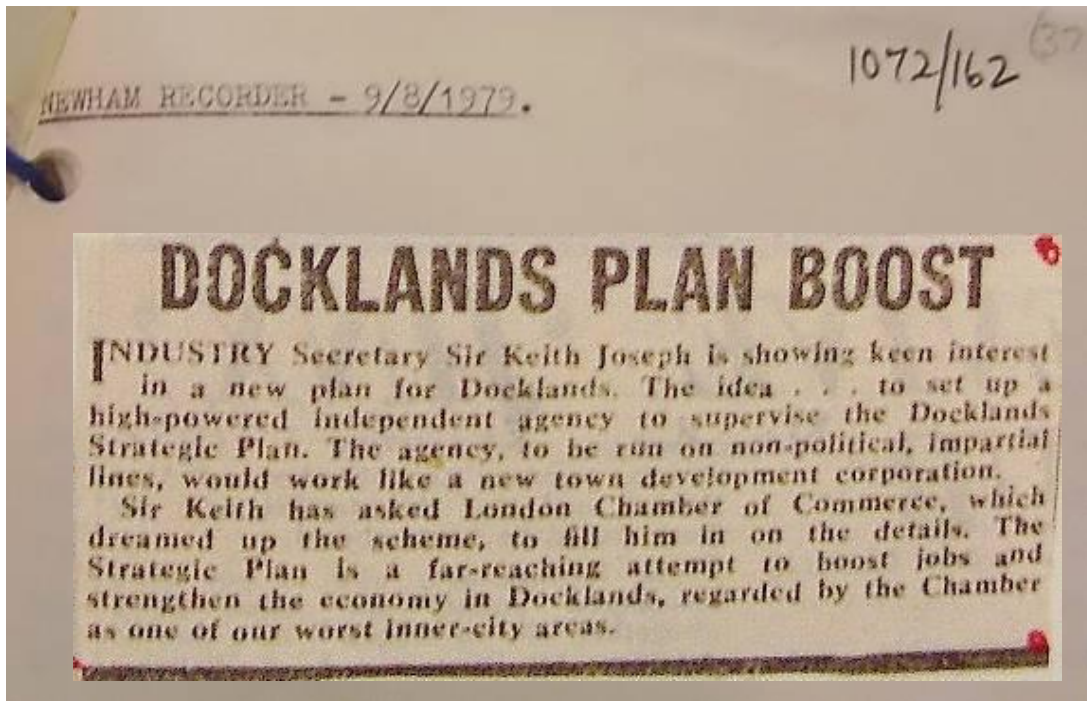 1072/162
NEWHAM RECORDER - 9/8/1979.
DOCKLANDS PLAN BOOST
INDUSTRY Secretary Sir Keith Joseph is showing keen interest
in a new plan for Docklands. The idea . . . to set up a
high-powered independent agency to supervise the Docklands
Strategic Plan. The agency, to be run on non-political, impartial
lines, would work like a new town development corporation.
Sir Keith has asked London Chamber of Commerce, which
dreamed up the scheme, to fill him in on the details. The
Strategic Plan is a far-reaching attempt to boost jobs and
strengthen the economy in Docklands, regarded by the Chamber
as one of our worst inner-city areas.